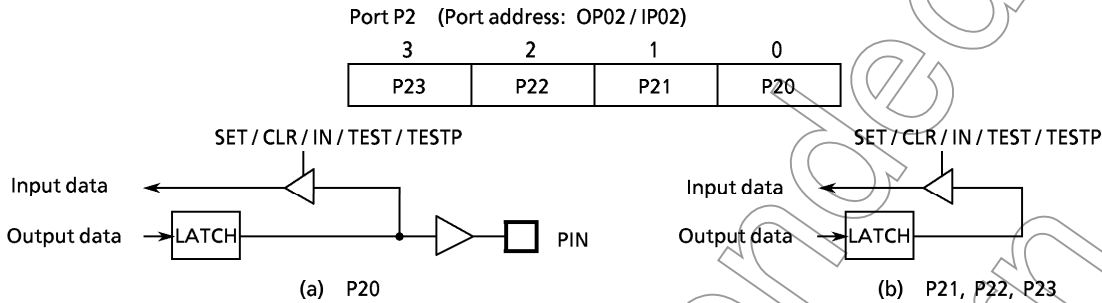 Port P2 (Port address: OP02 / IP02)
3 2 1 0
P23 P22 P21 P20
SET / CLR / IN / TEST / TESTP
Input data
Output data LATCH PIN
(a) P20
SET / CLR / IN / TEST / TESTP
Input data
Output data LATCH
(b) P21, P22, P23